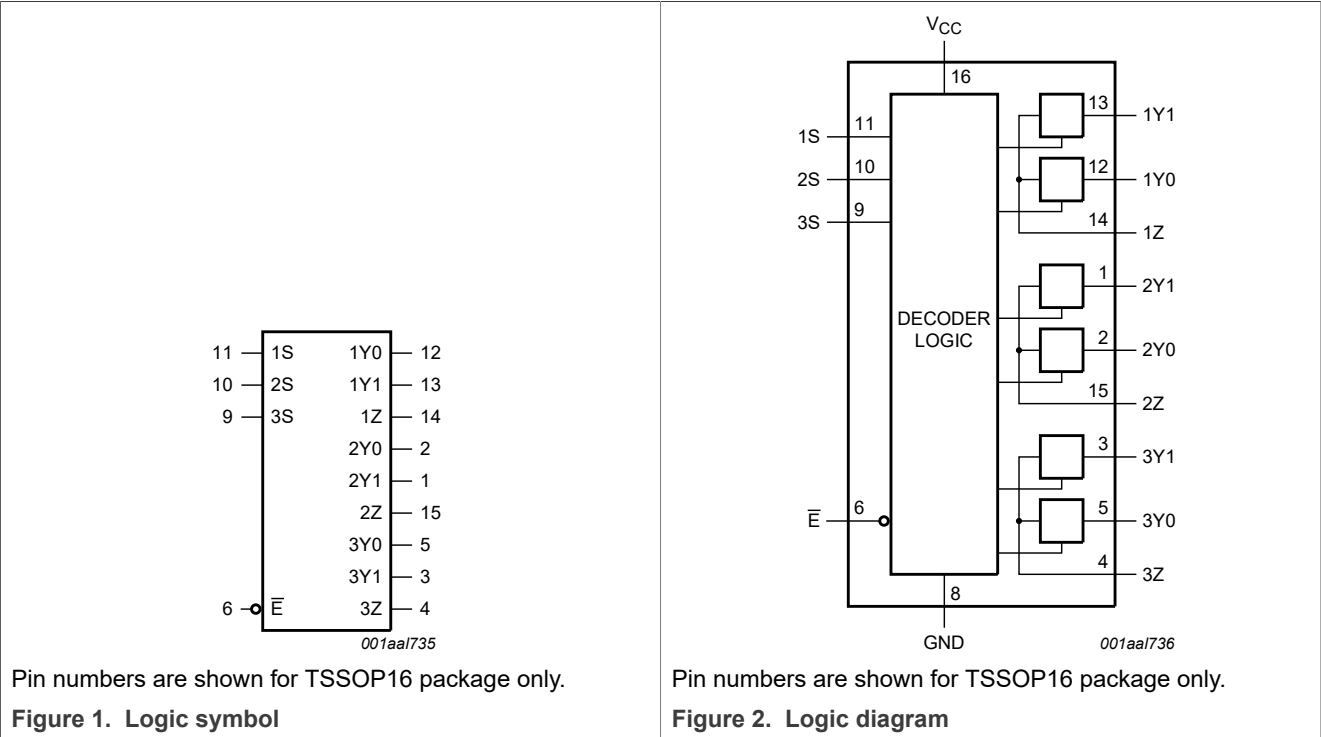 11 1S 1Y0 12
10 2S 1Y1 13
9 3S 1Z 14
2Y0 2
2Y1 1
2Z 15
3Y0 5
3Y1 3
6 E̅ 3Z 4
001aal735
Pin numbers are shown for TSSOP16 package only.
Figure 1. Logic symbol
VCC
16
13 1Y1
1S 11
10 12 1Y0
2S
9
3S 14 1Z
1 2Y1
DECODER
LOGIC
2 2Y0
15 2Z
3 3Y1
E̅ 6 5 3Y0
4 3Z
8
GND
001aal736
Pin numbers are shown for TSSOP16 package only.
Figure 2. Logic diagram